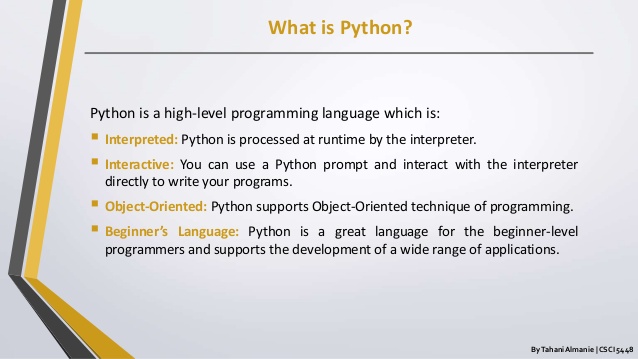 What is Python?
Python is a high-level programming language which is:
Interpreted: Python is processed at runtime by the interpreter.
Interactive: You can use a Python prompt and interact with the interpreter
directly to write your programs.
Object-Oriented: Python supports Object-Oriented technique of programming.
Beginner’s Language: Python is a great language for the beginner-level
programmers and supports the development of a wide range of applications.
By Tahani Almanie | CSCI 5448